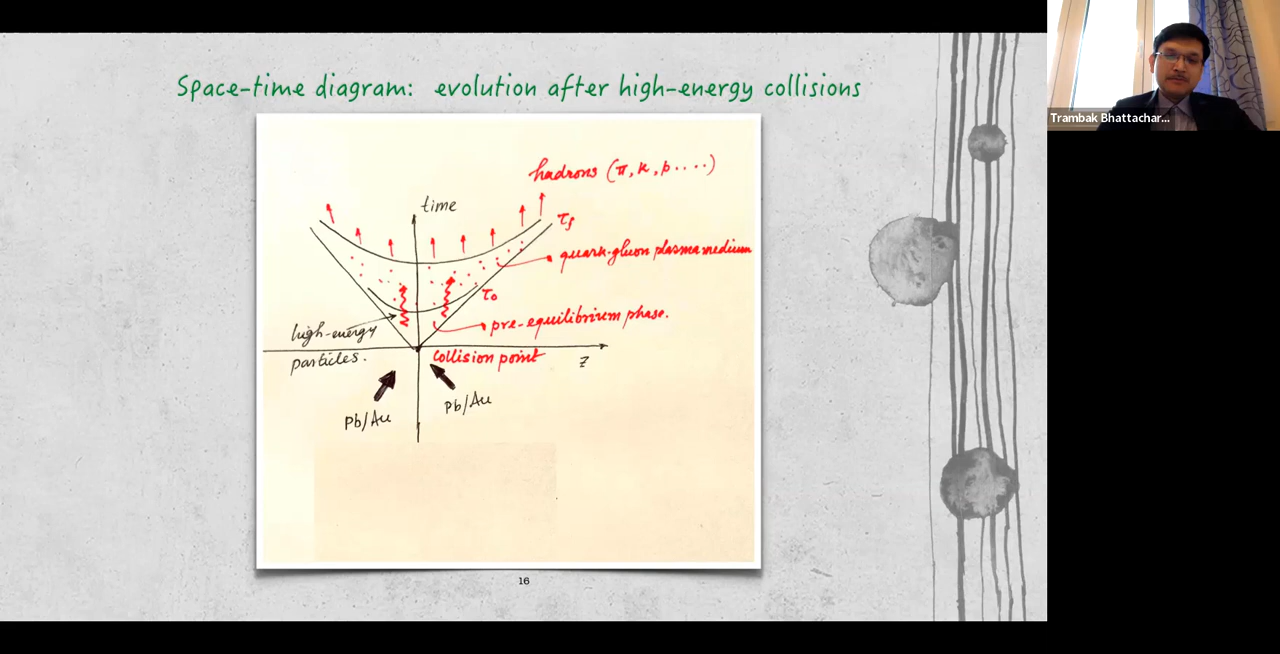 Space-time diagram: evolution after high-energy collisions
Trambak Bhattachar...
hadrons (π, K, p ....)
time
τf
quark-gluon plasma medium
τ0
high-energy
particles.
pre-equilibrium phase.
collision point
z
Pb/Au
Pb/Au
16